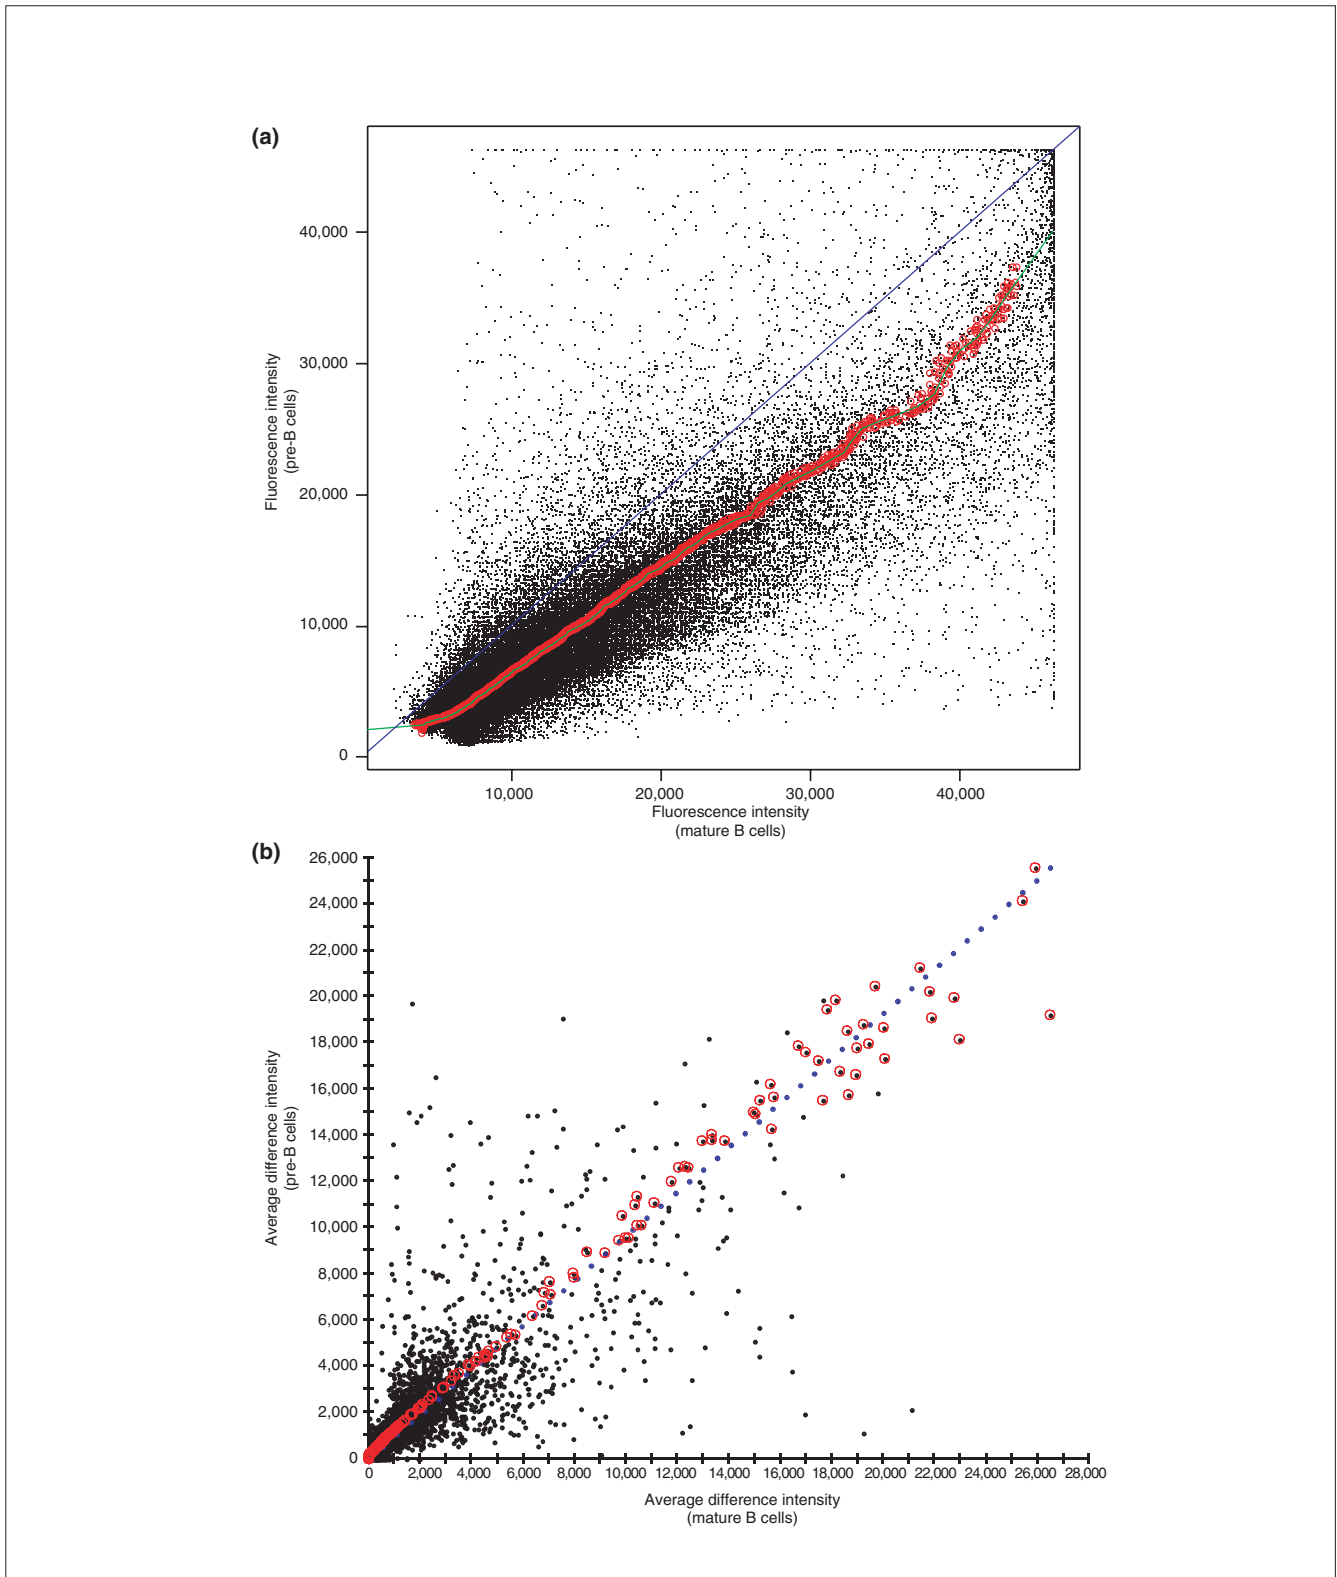 (a)
40,000
30,000
20,000
10,000
0
Fluorescence intensity
(pre-B cells)
10,000 20,000 30,000 40,000
Fluorescence intensity
(mature B cells)
(b)
26,000
24,000
22,000
20,000
18,000
16,000
14,000
12,000
10,000
8,000
6,000
4,000
2,000
0
Average difference intensity
(pre-B cells)
0 2,000 4,000 6,000 8,000 10,000 12,000 14,000 16,000 18,000 20,000 22,000 24,000 26,000 28,000
Average difference intensity
(mature B cells)